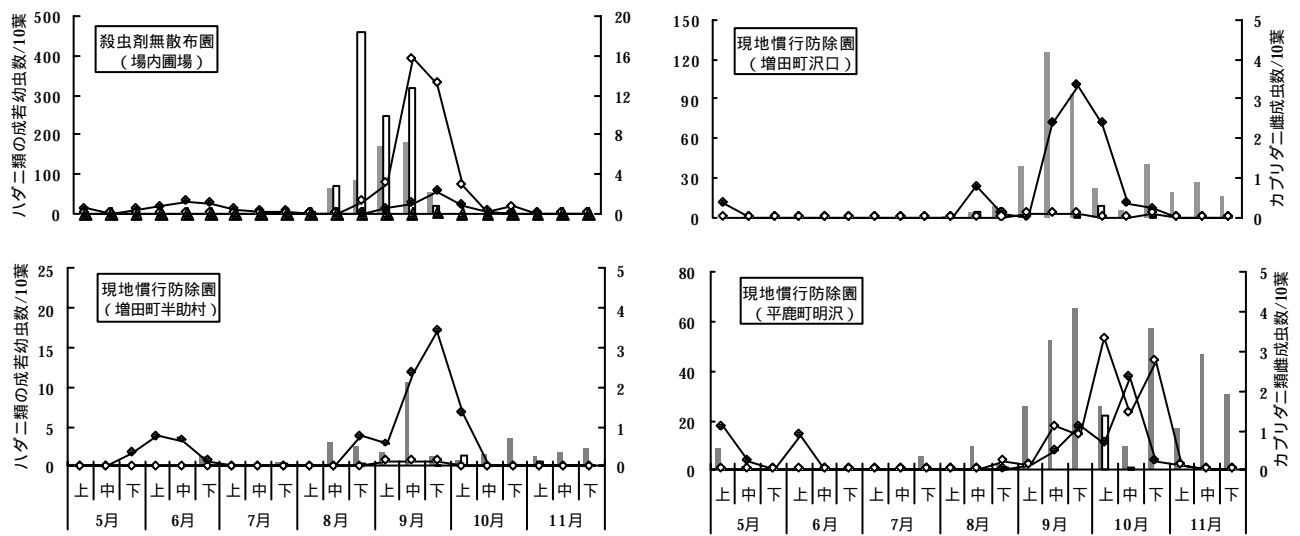 ハダニ類の成若幼虫数/10葉
500
400
300
200
100
0
殺虫剤無散布園
（場内圃場）
20
16
12
8
4
0
150
120
90
60
30
0
現地慣行防除園
（増田町沢口）
5
4
3
2
1
0
カブリダニ雌成虫数/10葉
ハダニ類の成若幼虫数/10葉
25
20
15
10
5
0
現地慣行防除園
（増田町半助村）
5
4
3
2
1
0
上 中 下 上 中 下 上 中 下 上 中 下 上 中 下 上 中 下 上 中 下
5月 6月 7月 8月 9月 10月 11月
80
60
40
20
0
現地慣行防除園
（平鹿町明沢）
5
4
3
2
1
0
カブリダニ類雌成虫数/10葉
上 中 下 上 中 下 上 中 下 上 中 下 上 中 下 上 中 下 上 中 下
5月 6月 7月 8月 9月 10月 11月